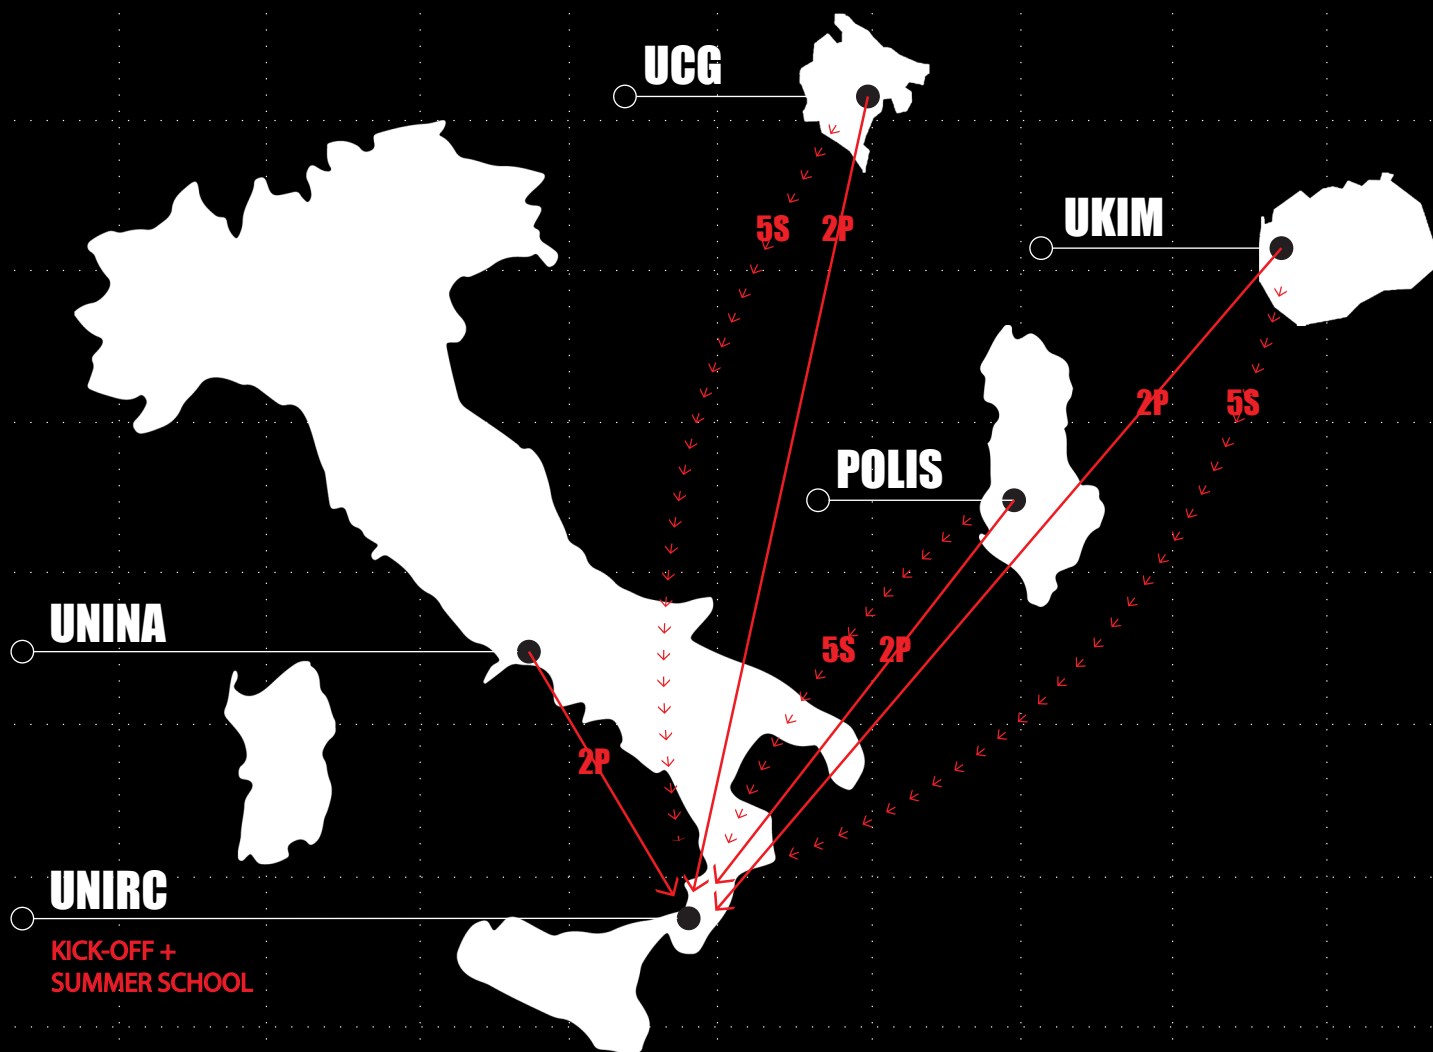 UCG
UKIM
5S
2P
2P
5S
POLIS
UNINA
5S
2P
2P
UNIRC
KICK-OFF +
SUMMER SCHOOL